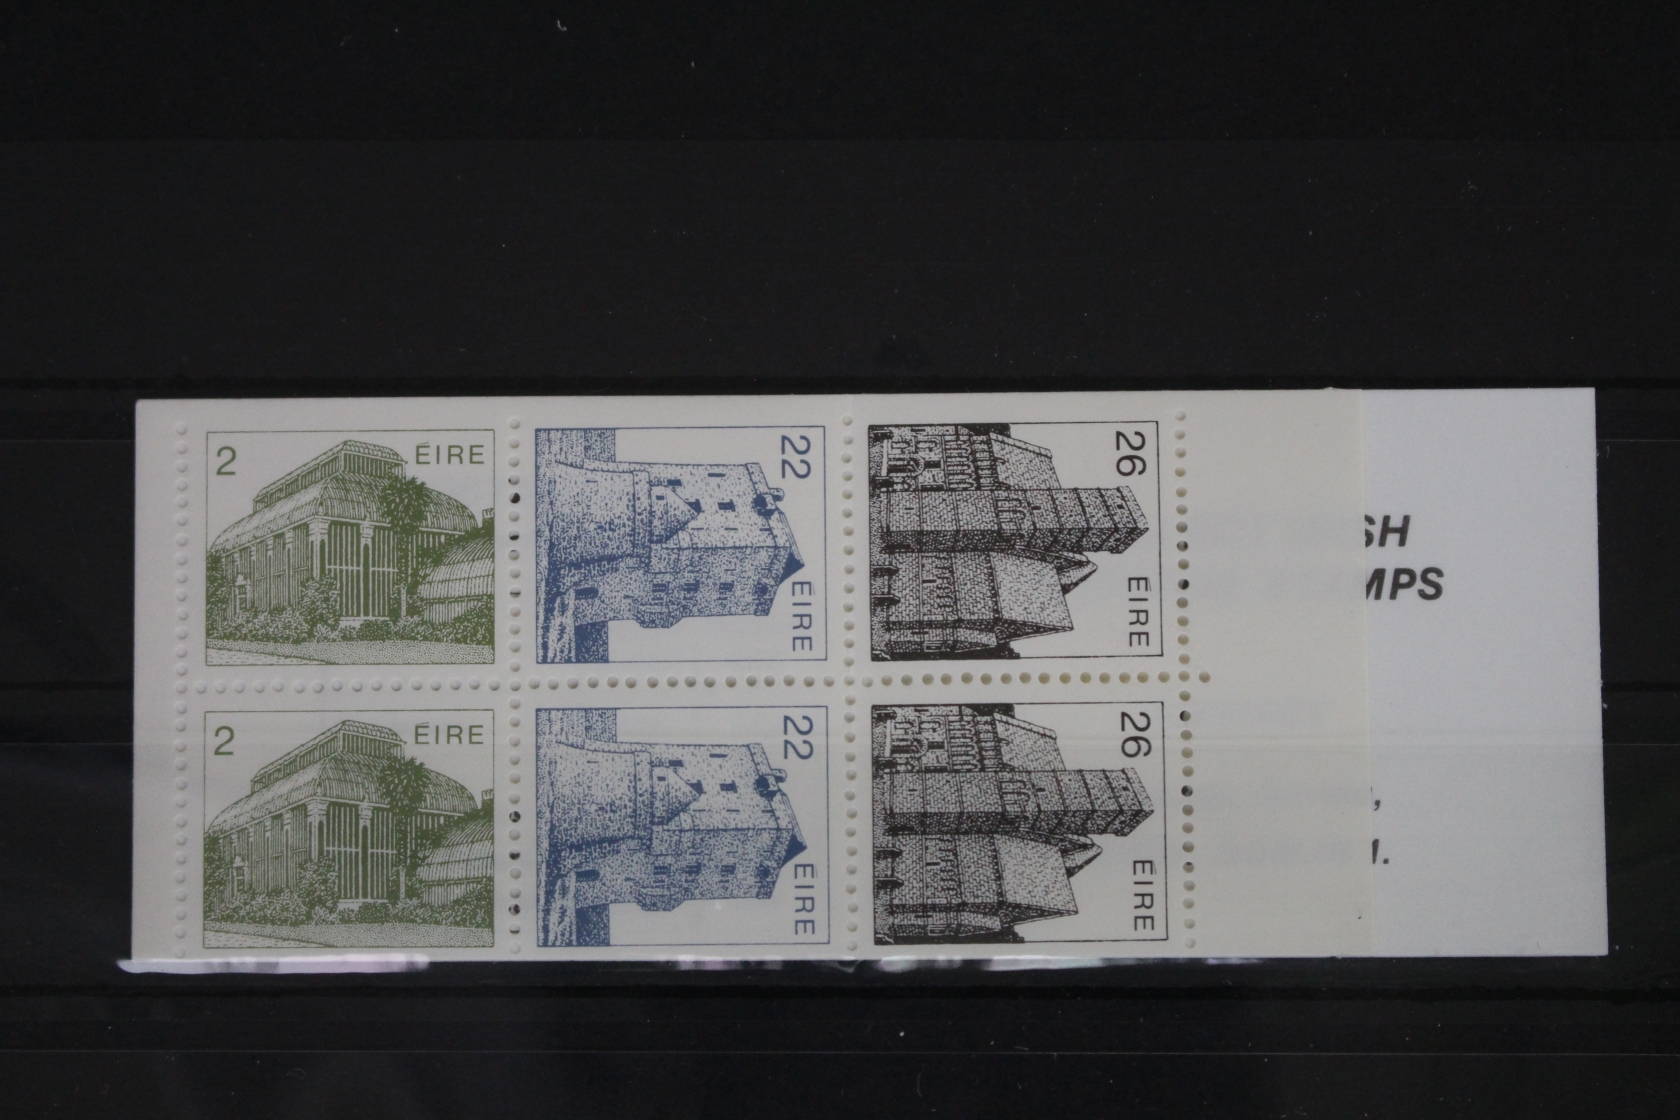 2 ÉIRE
22 ÉIRE
26 ÉIRE
2 ÉIRE
22 ÉIRE
26 ÉIRE
SH
MPS